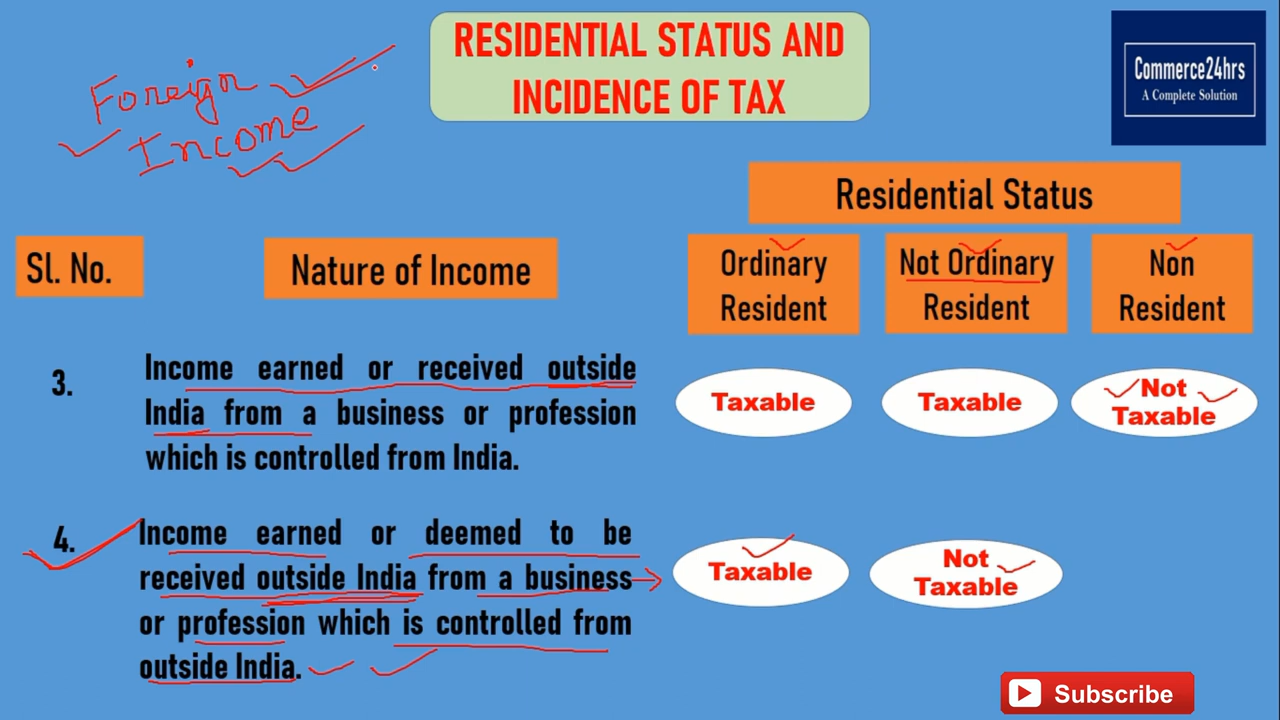 RESIDENTIAL STATUS AND
INCIDENCE OF TAX
Commerce24hrs
A Complete Solution
Foreign
Income
Residential Status
Sl. No.
Nature of Income
Ordinary
Resident
Not Ordinary
Resident
Non
Resident
3.
Income earned or received outside
India from a business or profession
which is controlled from India.
Taxable
Taxable
Not
Taxable
4.
Income earned or deemed to be
received outside India from a business
or profession which is controlled from
outside India.
Taxable
Not
Taxable
Subscribe